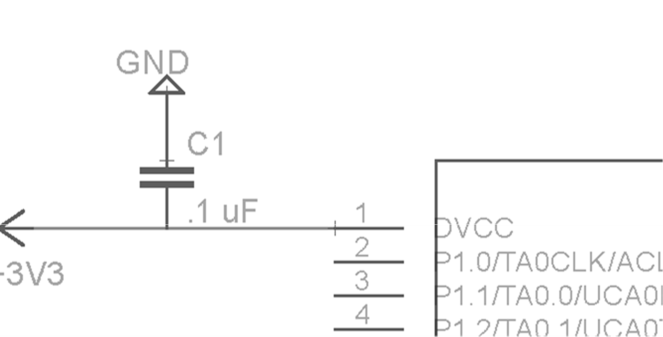 GND
C1
.1 uF
1
DVCC
2
P1.0/TA0CLK/ACL
-3V3
3
P1.1/TA0.0/UCA0
4
P1.2/TA0.1/UCA0